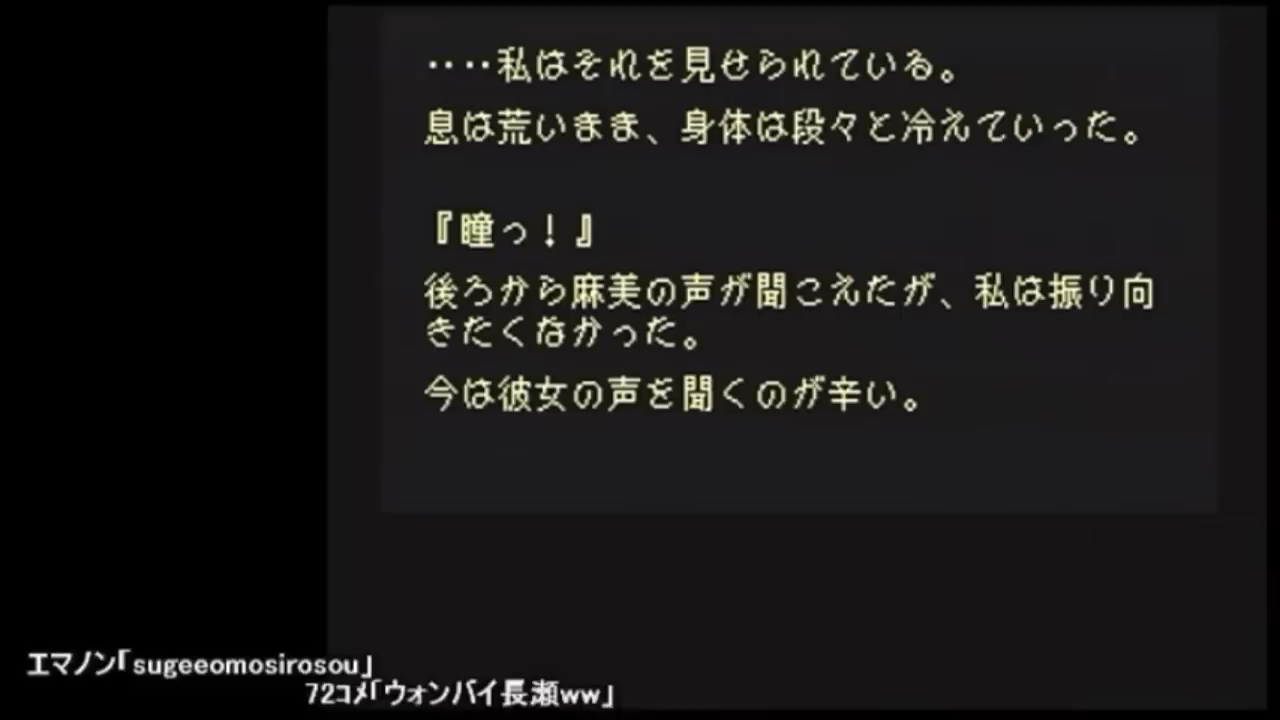 ‥‥私はそれを見せられている。
息は荒いまま、身体は段々と冷えていった。
『瞳っ！』
後ろから麻美の声が聞こえたが、私は振り向
きたくなかった。
今は彼女の声を聞くのが辛い。
エマノン「sugeeomosirosou」
72コメ「ウォンバイ長瀬ww」